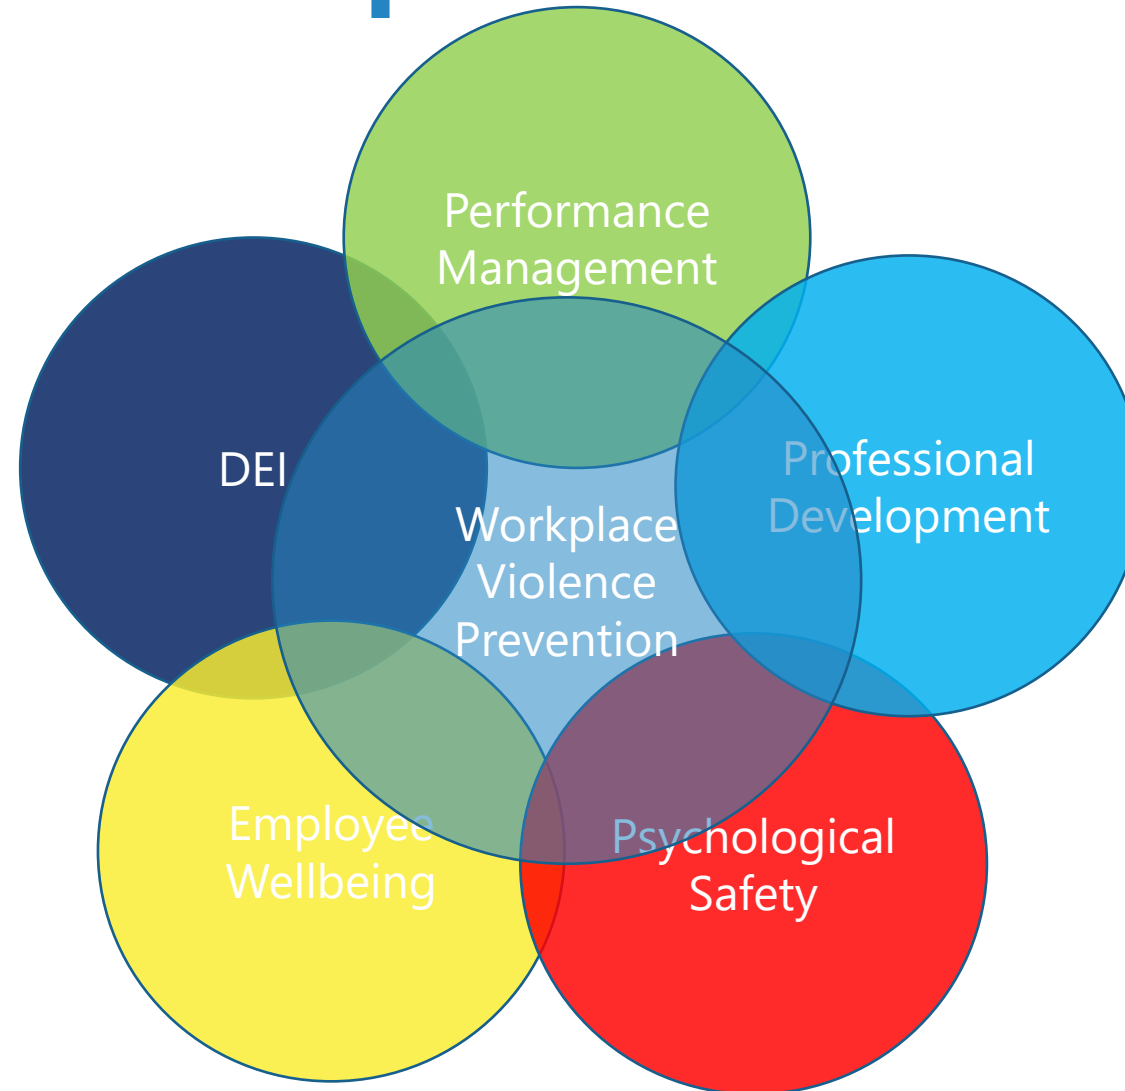 Performance
Management
DEI
Professional
Development
Workplace
Violence
Prevention
Employee
Wellbeing
Psychological
Safety